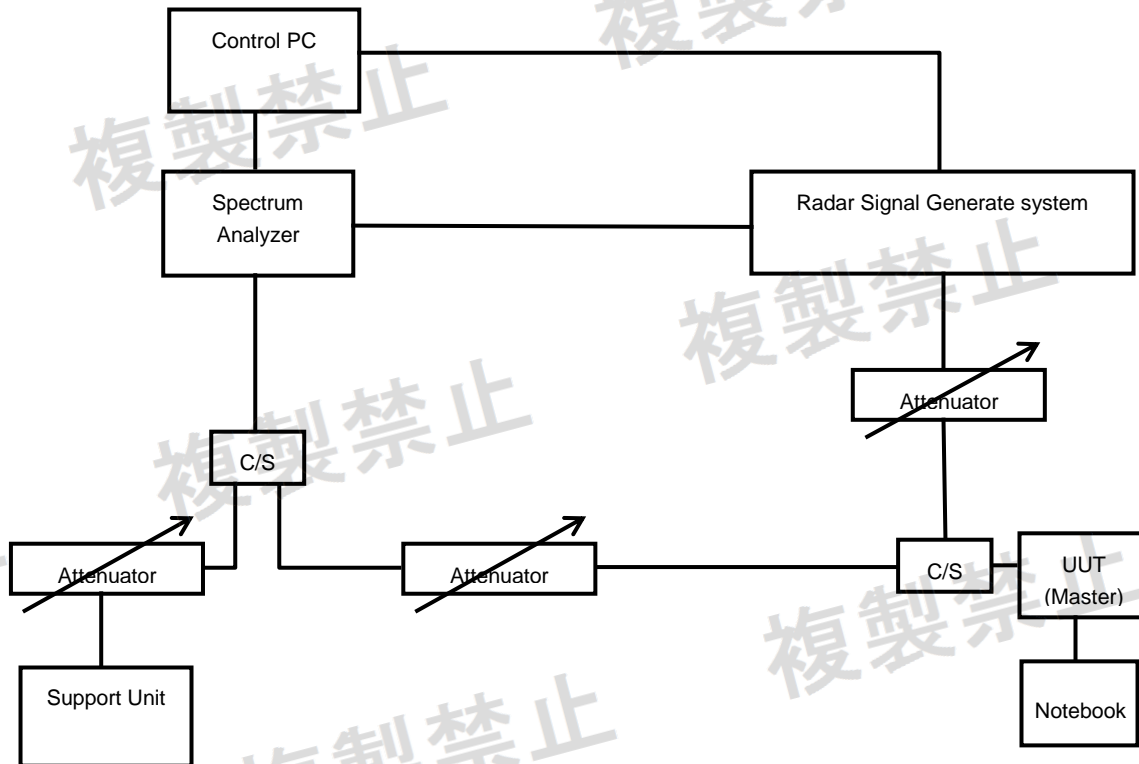 Control PC
Spectrum
Analyzer
Radar Signal Generate system
Attenuator
C/S
Attenuator
Attenuator
C/S
UUT
(Master)
Support Unit
Notebook
複製禁止
複製禁止
複製禁止
複製禁止
複製禁止
複製禁止